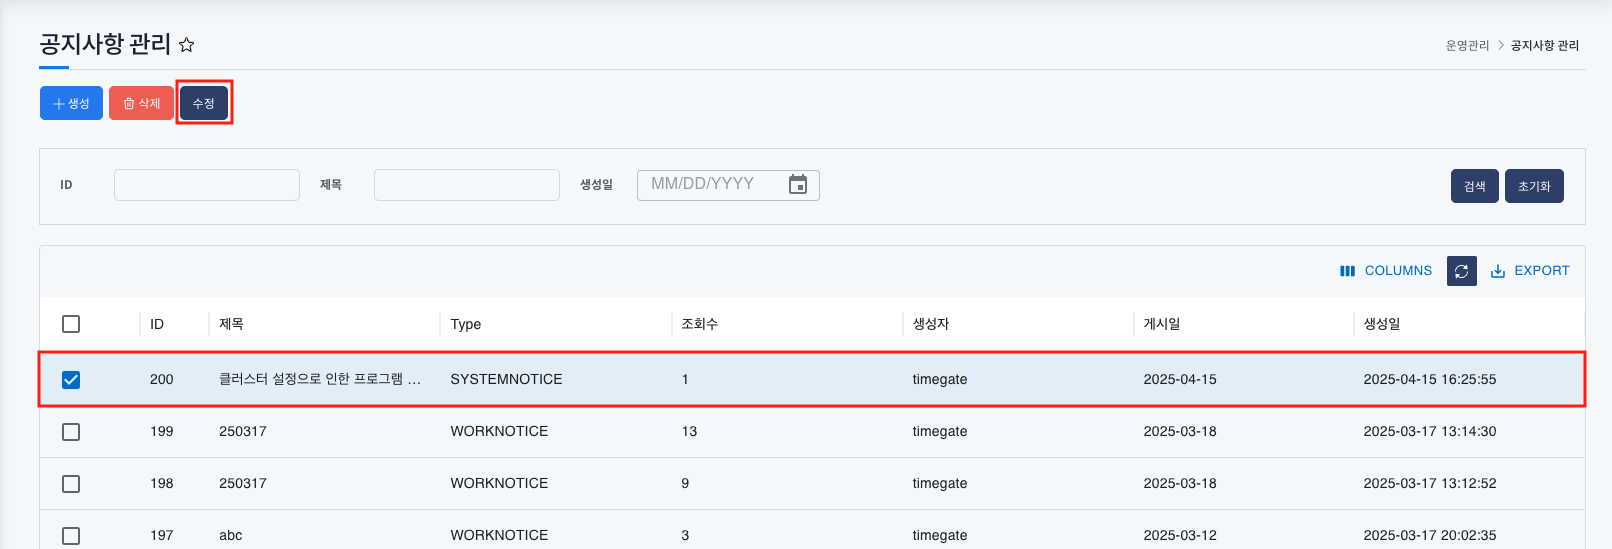 공지사항 관리
운영관리 > 공지사항 관리
생성 삭제 수정
ID 제목 생성일 MM/DD/YYYY 검색 초기화
COLUMNS EXPORT
ID 제목 Type 조회수 생성자 게시일 생성일
200 클러스터 설정으로 인한 프로그램 ... SYSTEMNOTICE 1 timegate 2025-04-15 2025-04-15 16:25:55
199 250317 WORKNOTICE 13 timegate 2025-03-18 2025-03-17 13:14:30
198 250317 WORKNOTICE 9 timegate 2025-03-18 2025-03-17 13:12:52
197 abc WORKNOTICE 3 timegate 2025-03-12 2025-03-17 20:02:35